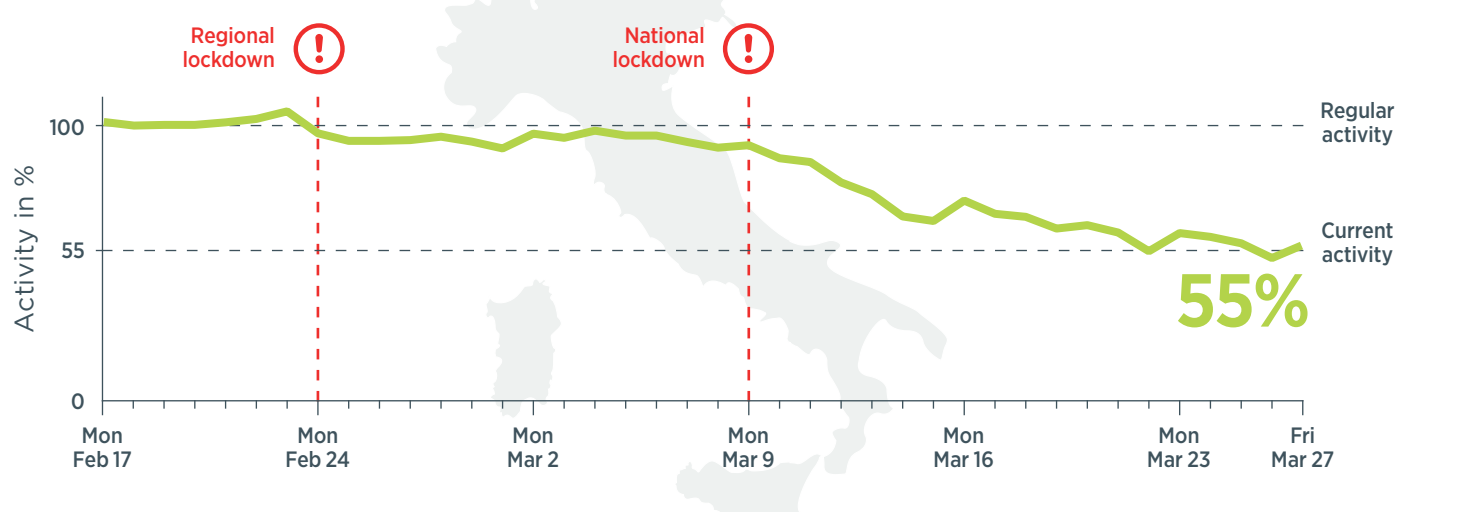 Regional
lockdown
National
lockdown
Regular
activity
Current
activity
55%
Activity in %
100
55
0
Mon
Feb 17
Mon
Feb 24
Mon
Mar 2
Mon
Mar 9
Mon
Mar 16
Mon
Mar 23
Fri
Mar 27